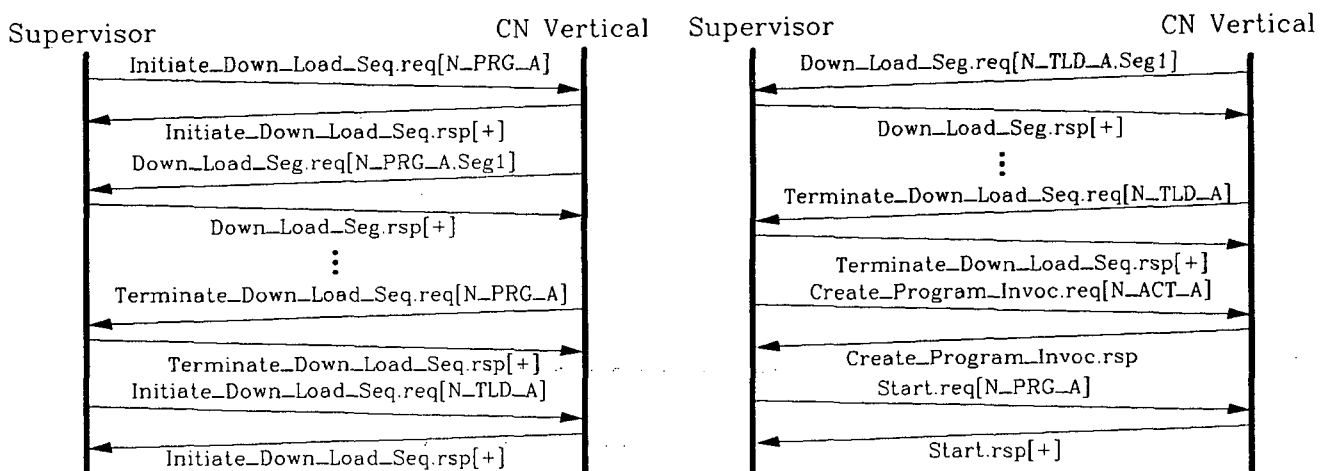 Supervisor
CN Vertical
Initiate_Down_Load_Seq.req[N_PRG_A]
Initiate_Down_Load_Seq.rsp[+]
Down_Load_Seg.req[N_PRG_A.Seg1]
Down_Load_Seg.rsp[+]
Terminate_Down_Load_Seq.req[N_PRG_A]
Terminate_Down_Load_Seq.rsp[+]
Initiate_Down_Load_Seq.req[N_TLD_A]
Initiate_Down_Load_Seq.rsp[+]
Supervisor
CN Vertical
Down_Load_Seg.req[N_TLD_A.Seg1]
Down_Load_Seg.rsp[+]
Terminate_Down_Load_Seq.req[N_TLD_A]
Terminate_Down_Load_Seq.rsp[+]
Create_Program_Invoc.req[N_ACT_A]
Create_Program_Invoc.rsp
Start.req[N_PRG_A]
Start.rsp[+]